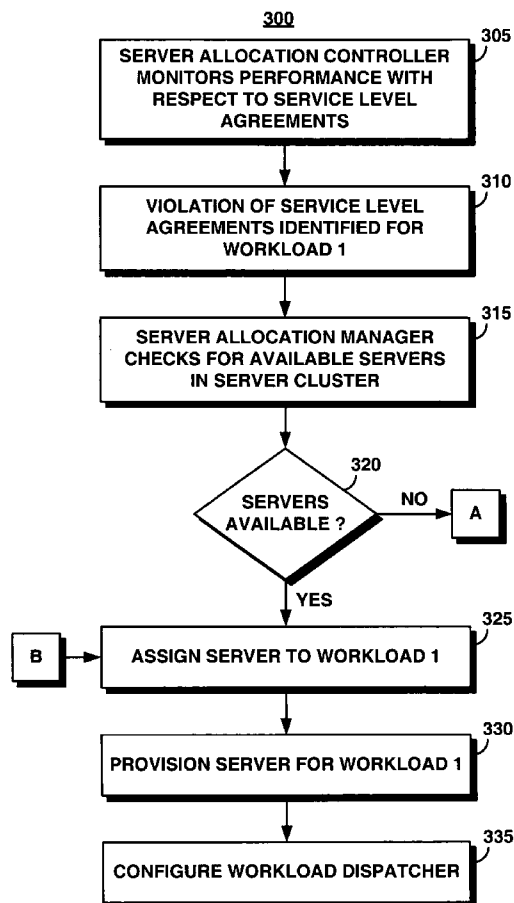 300
305
SERVER ALLOCATION CONTROLLER
MONITORS PERFORMANCE WITH
RESPECT TO SERVICE LEVEL
AGREEMENTS
310
VIOLATION OF SERVICE LEVEL
AGREEMENTS IDENTIFIED FOR
WORKLOAD 1
315
SERVER ALLOCATION MANAGER
CHECKS FOR AVAILABLE SERVERS
IN SERVER CLUSTER
320
SERVERS
AVAILABLE ?
NO
A
YES
325
B
ASSIGN SERVER TO WORKLOAD 1
330
PROVISION SERVER FOR WORKLOAD 1
335
CONFIGURE WORKLOAD DISPATCHER